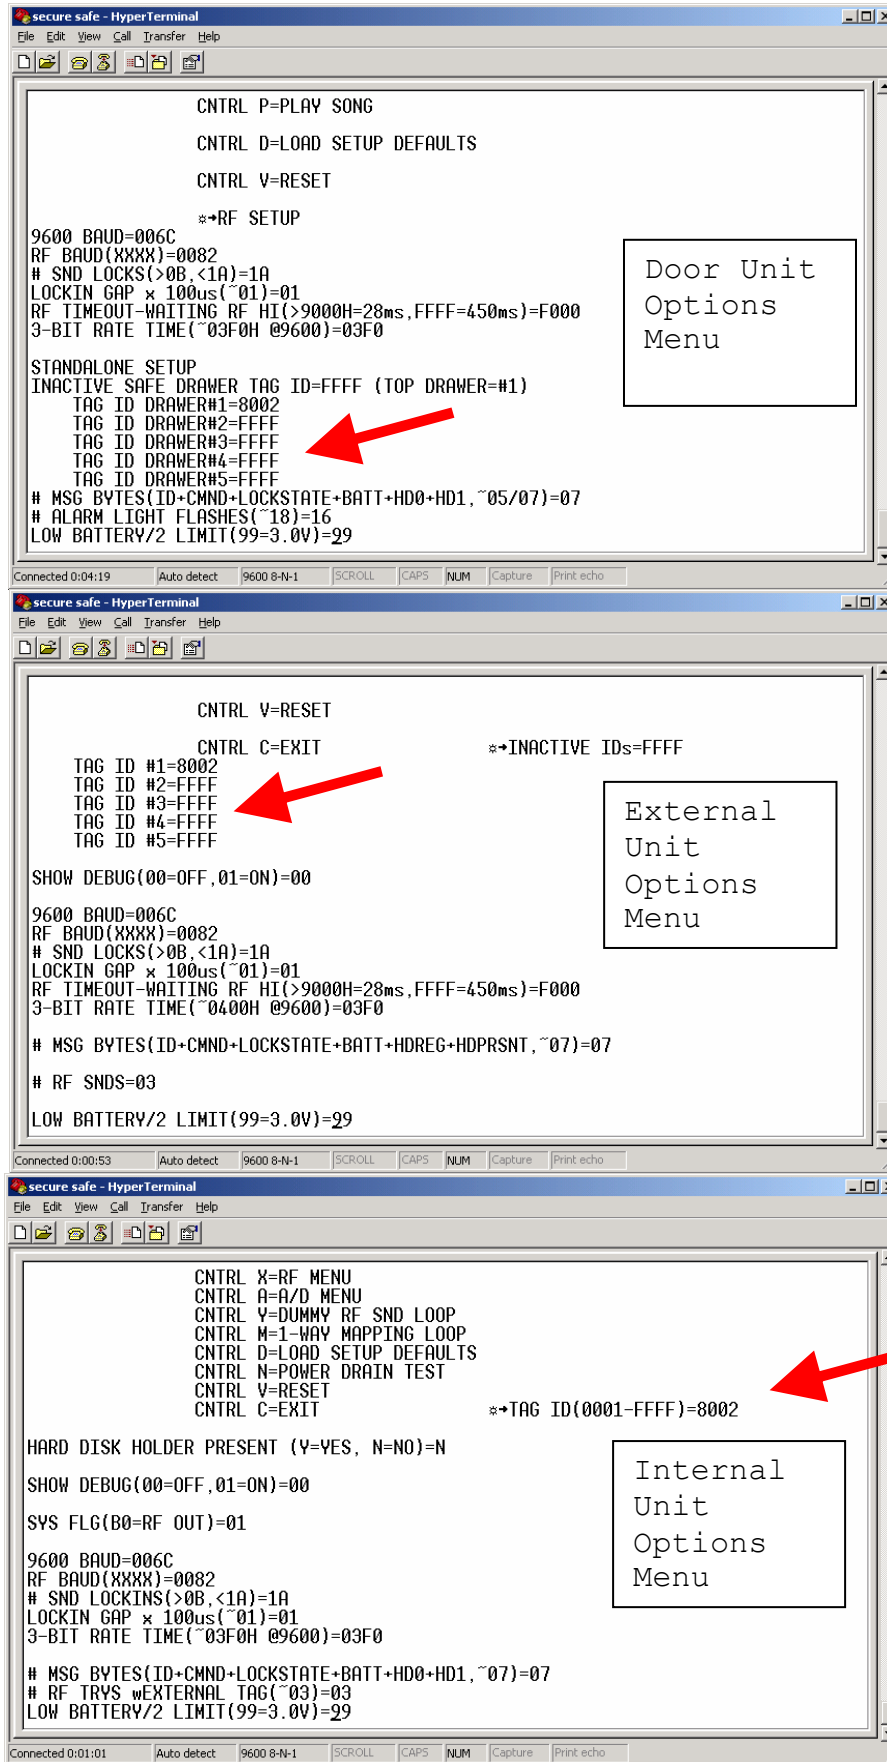 secure safe - HyperTerminal
File Edit View Call Transfer Help
CNTRL P=PLAY SONG
CNTRL D=LOAD SETUP DEFAULTS
CNTRL V=RESET
☼→RF SETUP
9600 BAUD=006C
RF BAUD(XXXX)=0082
# SND LOCKS(>0B,<1A)=1A
LOCKIN GAP x 100us(~01)=01
RF TIMEOUT-WAITING RF HI(>9000H=28ms,FFFF=450ms)=F000
3-BIT RATE TIME(~03F0H @9600)=03F0
Door Unit
Options
Menu
STANDALONE SETUP
INACTIVE SAFE DRAWER TAG ID=FFFF (TOP DRAWER=#1)
TAG ID DRAWER#1=8002
TAG ID DRAWER#2=FFFF
TAG ID DRAWER#3=FFFF
TAG ID DRAWER#4=FFFF
TAG ID DRAWER#5=FFFF
# MSG BYTES(ID+CMND+LOCKSTATE+BATT+HD0+HD1,~05/07)=07
# ALARM LIGHT FLASHES(~18)=16
LOW BATTERY/2 LIMIT(99=3.0V)=99
Connected 0:04:19 Auto detect 9600 8-N-1 SCROLL CAPS NUM Capture Print echo
secure safe - HyperTerminal
File Edit View Call Transfer Help
CNTRL V=RESET
CNTRL C=EXIT ☼→INACTIVE IDs=FFFF
TAG ID #1=8002
TAG ID #2=FFFF
TAG ID #3=FFFF
TAG ID #4=FFFF
TAG ID #5=FFFF
External
Unit
Options
Menu
SHOW DEBUG(00=OFF,01=ON)=00
9600 BAUD=006C
RF BAUD(XXXX)=0082
# SND LOCKS(>0B,<1A)=1A
LOCKIN GAP x 100us(~01)=01
RF TIMEOUT-WAITING RF HI(>9000H=28ms,FFFF=450ms)=F000
3-BIT RATE TIME(~0400H @9600)=03F0
# MSG BYTES(ID+CMND+LOCKSTATE+BATT+HDREG+HDPRSNT,~07)=07
# RF SNDS=03
LOW BATTERY/2 LIMIT(99=3.0V)=99
Connected 0:00:53 Auto detect 9600 8-N-1 SCROLL CAPS NUM Capture Print echo
secure safe - HyperTerminal
File Edit View Call Transfer Help
CNTRL X=RF MENU
CNTRL A=A/D MENU
CNTRL Y=DUMMY RF SND LOOP
CNTRL M=1-WAY MAPPING LOOP
CNTRL D=LOAD SETUP DEFAULTS
CNTRL N=POWER DRAIN TEST
CNTRL V=RESET
CNTRL C=EXIT ☼→TAG ID(0001-FFFF)=8002
HARD DISK HOLDER PRESENT (Y=YES, N=NO)=N
Internal
Unit
Options
Menu
SHOW DEBUG(00=OFF,01=ON)=00
SYS FLG(B0=RF OUT)=01
9600 BAUD=006C
RF BAUD(XXXX)=0082
# SND LOCKINS(>0B,<1A)=1A
LOCKIN GAP x 100us(~01)=01
3-BIT RATE TIME(~03F0H @9600)=03F0
# MSG BYTES(ID+CMND+LOCKSTATE+BATT+HD0+HD1,~07)=07
# RF TRYS wEXTERNAL TAG(~03)=03
LOW BATTERY/2 LIMIT(99=3.0V)=99
Connected 0:01:01 Auto detect 9600 8-N-1 SCROLL CAPS NUM Capture Print echo